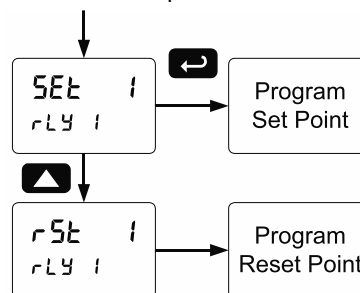 SEt 1
rLY 1
Program
Set Point
rSt 1
rLY 1
Program
Reset Point